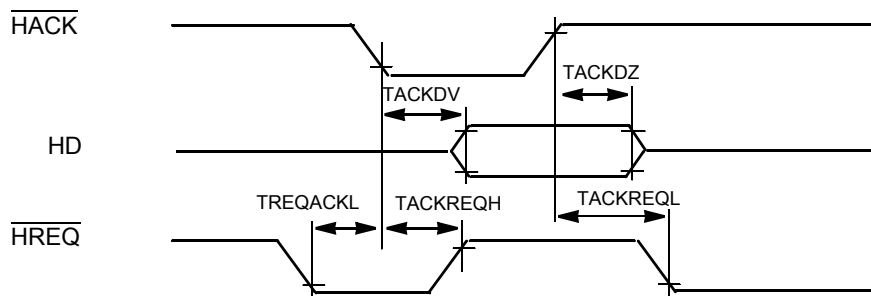 HACK
TACKDZ
TACKDV
HD
TREQACKL
TACKREQH
TACKREQL
HREQ